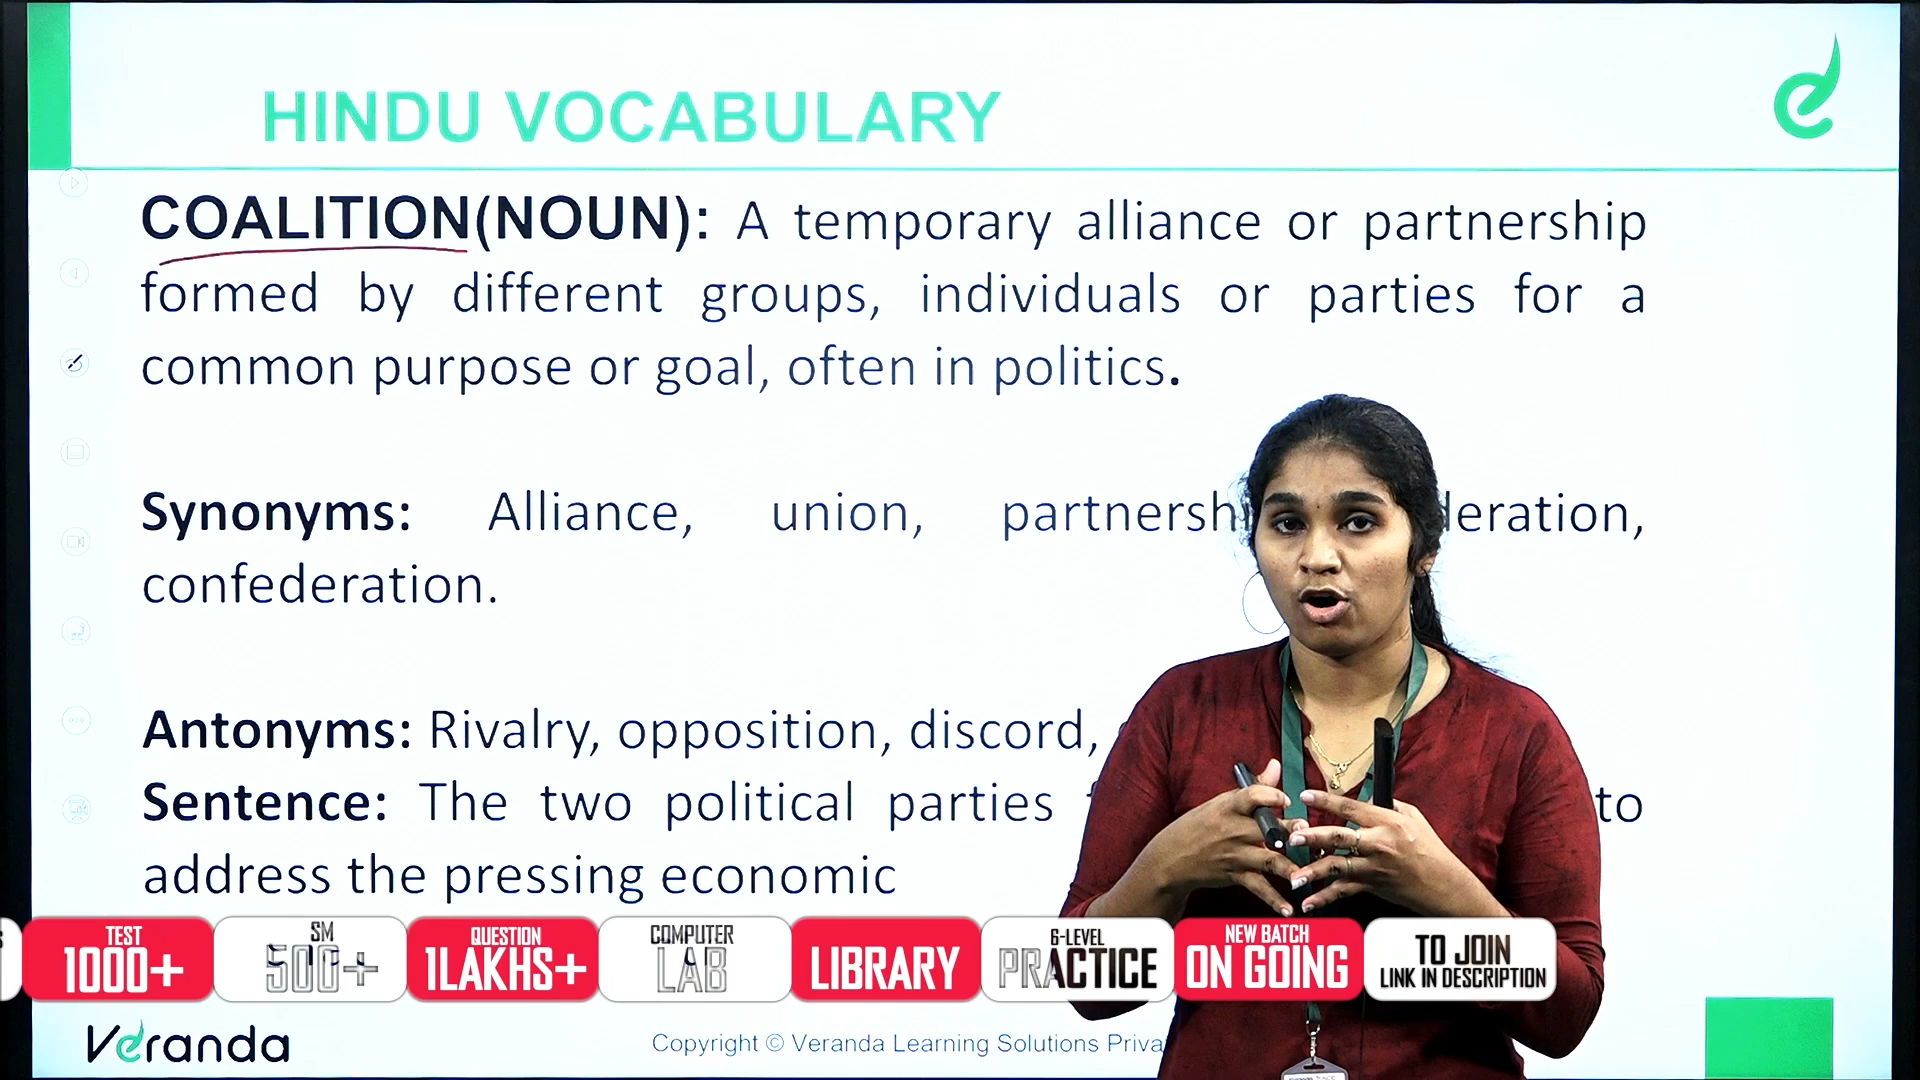 HINDU VOCABULARY
COALITION(NOUN): A temporary alliance or partnership
formed by different groups, individuals or parties for a
common purpose or goal, often in politics.
Synonyms: Alliance, union,
confederation.
Antonyms: Rivalry, opposition, discord,
Sentence: The two political parties to
address the pressing economic
TEST
1000+
SM
500+
QUESTION
1LAKHS+
COMPUTER
LAB
LIBRARY
6-LEVEL
PRACTICE
NEW BATCH
ON GOING
TO JOIN
LINK IN DESCRIPTION
Veranda
Copyright © Veranda Learning Solutions